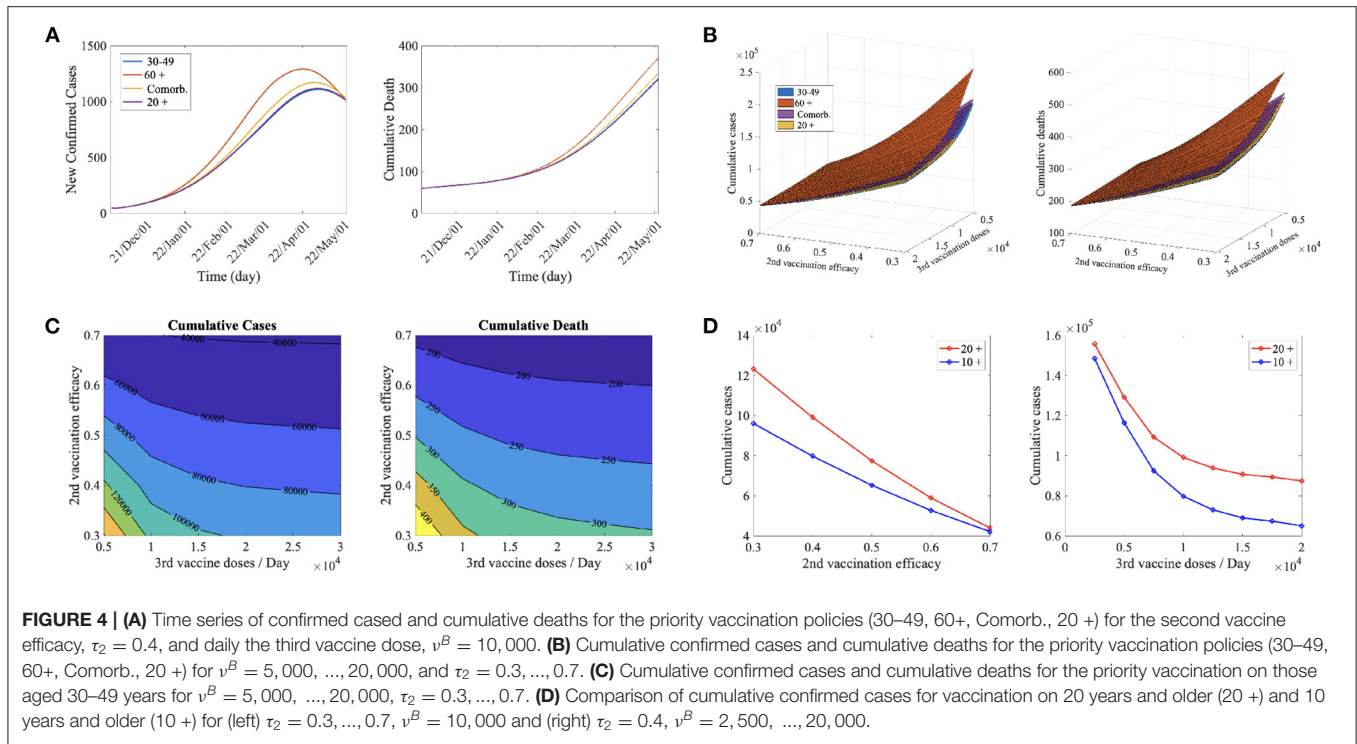 A
1500
1000
500
0
New Confirmed Cases
30-49
60 +
Comorb.
20 +
21/Dec/01
22/Jan/01
22/Feb/01
22/Mar/01
22/Apr/01
22/May/01
Time (day)
400
300
200
100
0
Cumulative Death
21/Dec/01
22/Jan/01
22/Feb/01
22/Mar/01
22/Apr/01
22/May/01
Time (day)
B
×10⁵
2.5
2
1.5
1
0.5
0
Cumulative cases
30-49
60 +
Comorb.
20 +
0.7
0.6
0.5
0.4
0.3
2nd vaccination efficacy
2
1.5
1
0.5
×10⁴
3rd vaccination doses
600
500
400
300
200
100
Cumulative deaths
0.7
0.6
0.5
0.4
0.3
2nd vaccination efficacy
2
1.5
1
0.5
×10⁴
3rd vaccination doses
C
Cumulative Cases
0.7
0.6
0.5
0.4
0.3
2nd vaccination efficacy
40000
40000
60000
60000
60000
80000
80000
80000
100000
120000
0.5
1
1.5
2
2.5
3
×10⁴
3rd vaccine doses / Day
Cumulative Death
0.7
0.6
0.5
0.4
0.3
2nd vaccination efficacy
200
200
200
250
250
250
300
300
300
350
400
0.5
1
1.5
2
2.5
3
×10⁴
3rd vaccine doses / Day
D
×10⁴
14
12
10
8
6
4
Cumulative cases
20 +
10 +
0.3
0.4
0.5
0.6
0.7
2nd vaccination efficacy
×10⁵
1.6
1.4
1.2
1
0.8
0.6
Cumulative cases
20 +
10 +
0
0.5
1
1.5
2
×10⁴
3rd vaccine doses / Day
FIGURE 4 | (A) Time series of confirmed cased and cumulative deaths for the priority vaccination policies (30–49, 60+, Comorb., 20 +) for the second vaccine
efficacy, τ₂ = 0.4, and daily the third vaccine dose, νᴮ = 10, 000. (B) Cumulative confirmed cases and cumulative deaths for the priority vaccination policies (30–49,
60+, Comorb., 20 +) for νᴮ = 5, 000, ..., 20, 000, and τ₂ = 0.3, ..., 0.7. (C) Cumulative confirmed cases and cumulative deaths for the priority vaccination on those
aged 30–49 years for νᴮ = 5, 000, ..., 20, 000, τ₂ = 0.3, ..., 0.7. (D) Comparison of cumulative confirmed cases for vaccination on 20 years and older (20 +) and 10
years and older (10 +) for (left) τ₂ = 0.3, ..., 0.7, νᴮ = 10, 000 and (right) τ₂ = 0.4, νᴮ = 2, 500, ..., 20, 000.